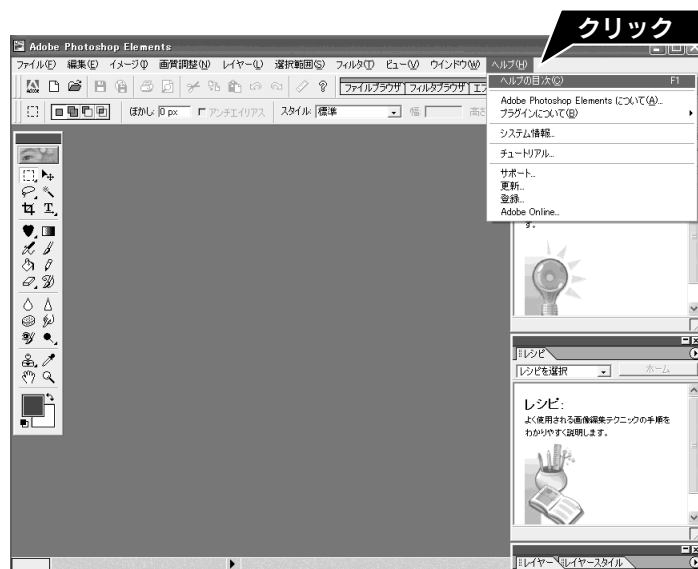 クリック
Adobe Photoshop Elements
ファイル(F) 編集(E) イメージ(I) 画質調整(N) レイヤー(L) 選択範囲(S) フィルタ(T) ビュー(V) ウインドウ(W) ヘルプ(H)
ファイルブラウザ フィルタブラウザ エフ
ぼかし: 0 px アンチエイリアス スタイル: 標準 幅: 高さ
ヘルプの目次(C) F1
Adobe Photoshop Elements について(A)...
プラグインについて(B)
システム情報...
チュートリアル...
サポート...
更新...
登録...
Adobe Online...
す。
レシピ
レシピを選択 ホーム
レシピ:
よく使用される画像編集テクニックの手順を
わかりやすく説明します。
レイヤー レイヤースタイル